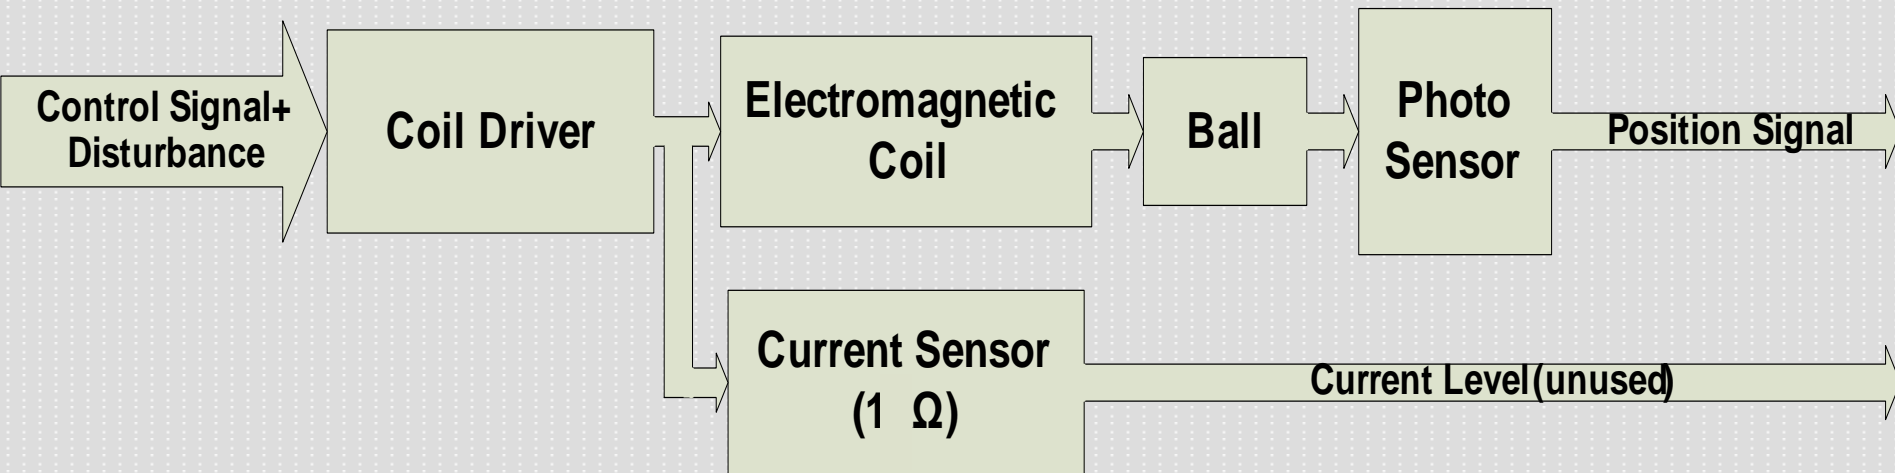 Control Signal+
Disturbance
Coil Driver
Electromagnetic
Coil
Ball
Photo
Sensor
Position Signal
Current Sensor
(1 Ω)
Current Level(unused)